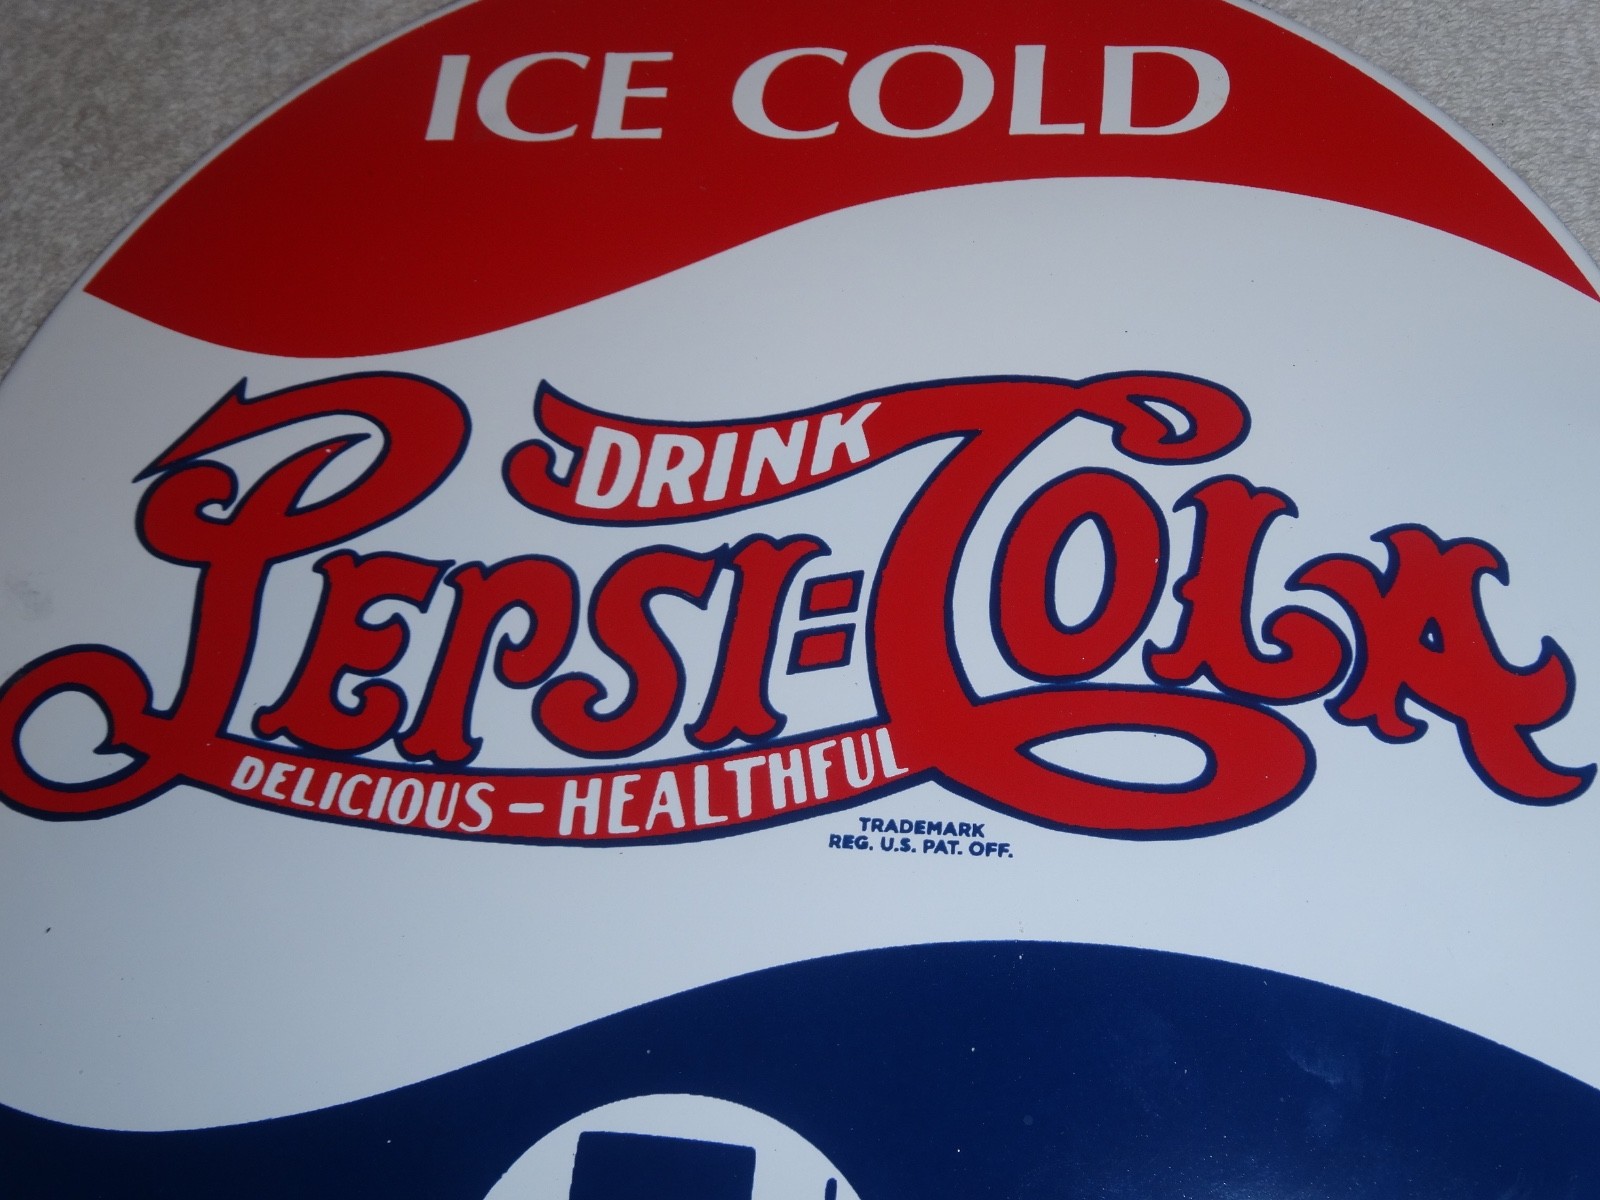 ICE COLD
DRINK
PEPSI=COLA
DELICIOUS-HEALTHFUL
TRADEMARK
REG. U.S. PAT. OFF.